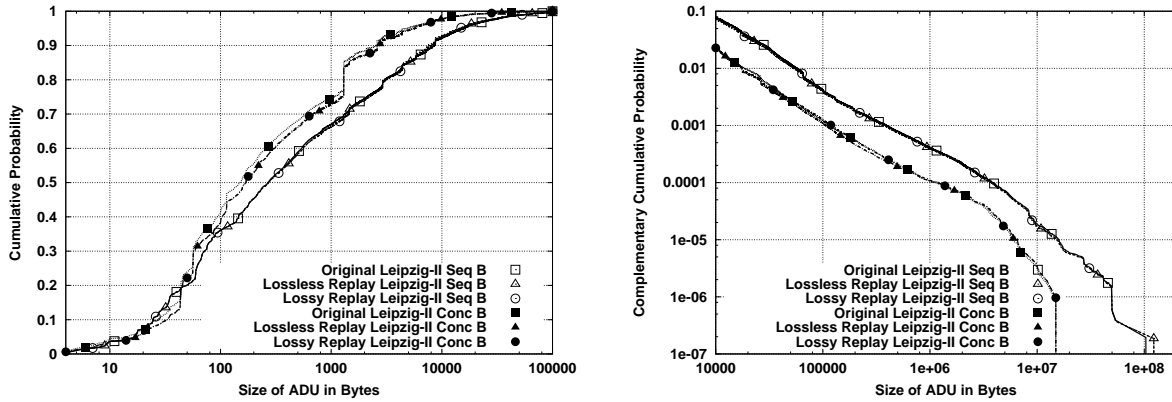 Cumulative Probability
1
0.9
0.8
0.7
0.6
0.5
0.4
0.3
0.2
0.1
0
Original Leipzig-II Seq B
Lossless Replay Leipzig-II Seq B
Lossy Replay Leipzig-II Seq B
Original Leipzig-II Conc B
Lossless Replay Leipzig-II Conc B
Lossy Replay Leipzig-II Conc B
10 100 1000 10000 100000
Size of ADU in Bytes
Complementary Cumulative Probability
0.1
0.01
0.001
0.0001
1e-05
1e-06
1e-07
Original Leipzig-II Seq B
Lossless Replay Leipzig-II Seq B
Lossy Replay Leipzig-II Seq B
Original Leipzig-II Conc B
Lossless Replay Leipzig-II Conc B
Lossy Replay Leipzig-II Conc B
10000 100000 1e+06 1e+07 1e+08
Size of ADU in Bytes